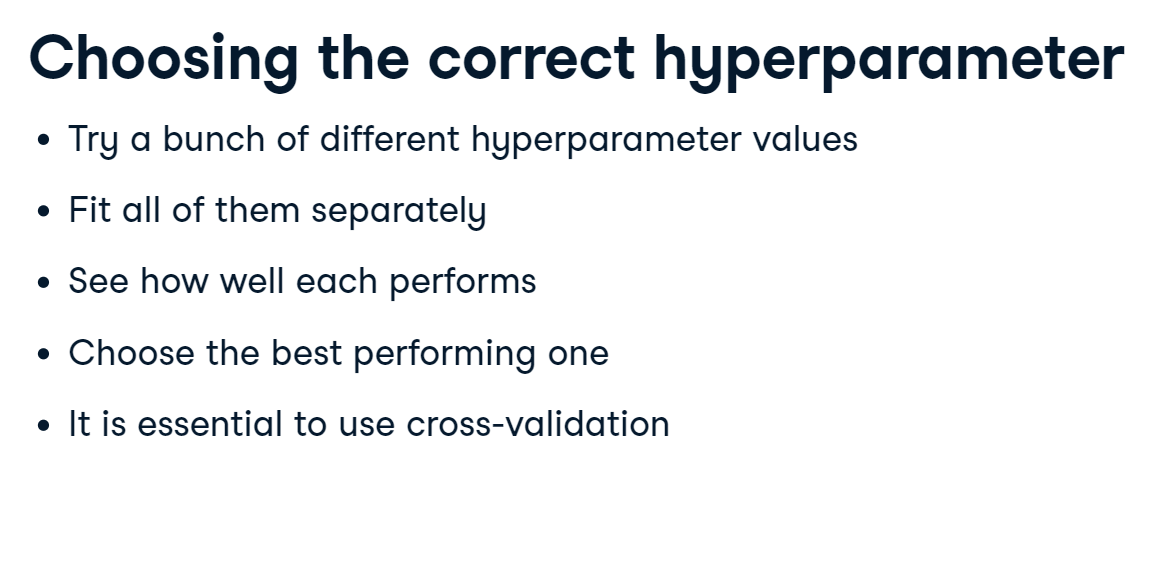 Choosing the correct hyperparameter
• Try a bunch of different hyperparameter values
• Fit all of them separately
• See how well each performs
• Choose the best performing one
• It is essential to use cross-validation